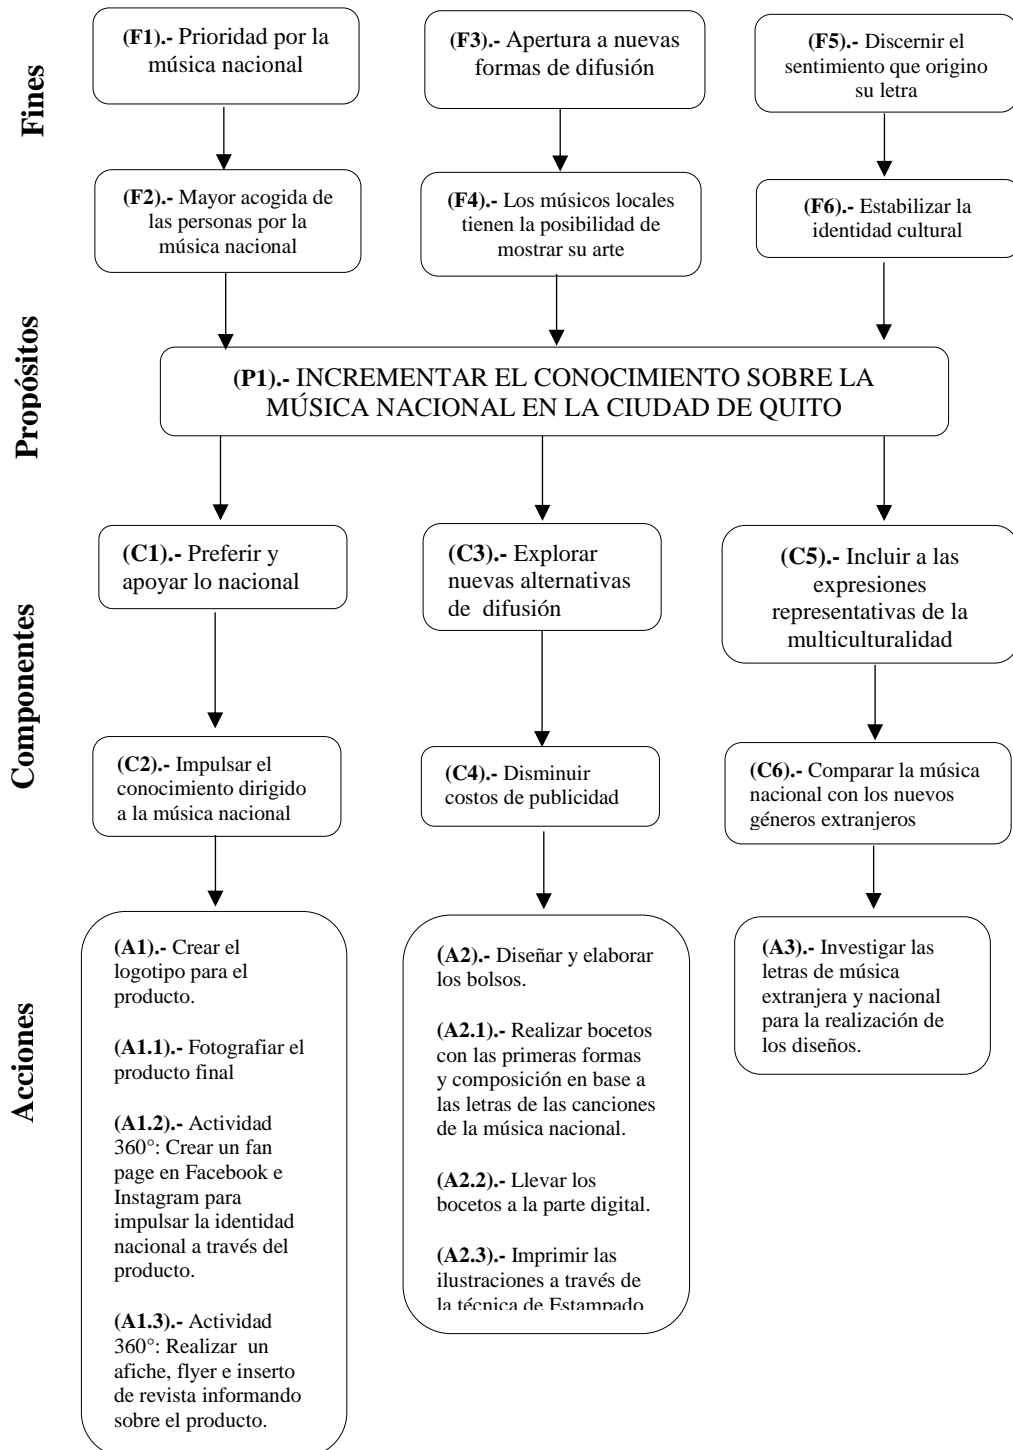 Fines
(F1).- Prioridad por la
música nacional
(F3).- Apertura a nuevas
formas de difusión
(F5).- Discernir el
sentimiento que origino
su letra
(F2).- Mayor acogida de
las personas por la
música nacional
(F4).- Los músicos locales
tienen la posibilidad de
mostrar su arte
(F6).- Estabilizar la
identidad cultural
Propósitos
(P1).- INCREMENTAR EL CONOCIMIENTO SOBRE LA
MÚSICA NACIONAL EN LA CIUDAD DE QUITO
Componentes
(C1).- Preferir y
apoyar lo nacional
(C3).- Explorar
nuevas alternativas
de difusión
(C5).- Incluir a las
expresiones
representativas de la
multiculturalidad
(C2).- Impulsar el
conocimiento dirigido
a la música nacional
(C4).- Disminuir
costos de publicidad
(C6).- Comparar la música
nacional con los nuevos
géneros extranjeros
Acciones
(A1).- Crear el
logotipo para el
producto.
(A1.1).- Fotografiar el
producto final
(A1.2).- Actividad
360°: Crear un fan
page en Facebook e
Instagram para
impulsar la identidad
nacional a través del
producto.
(A1.3).- Actividad
360°: Realizar un
afiche, flyer e inserto
de revista informando
sobre el producto.
(A2).- Diseñar y elaborar
los bolsos.
(A2.1).- Realizar bocetos
con las primeras formas
y composición en base a
las letras de las canciones
de la música nacional.
(A2.2).- Llevar los
bocetos a la parte digital.
(A2.3).- Imprimir las
ilustraciones a través de
la técnica de Estampado
(A3).- Investigar las
letras de música
extranjera y nacional
para la realización de
los diseños.